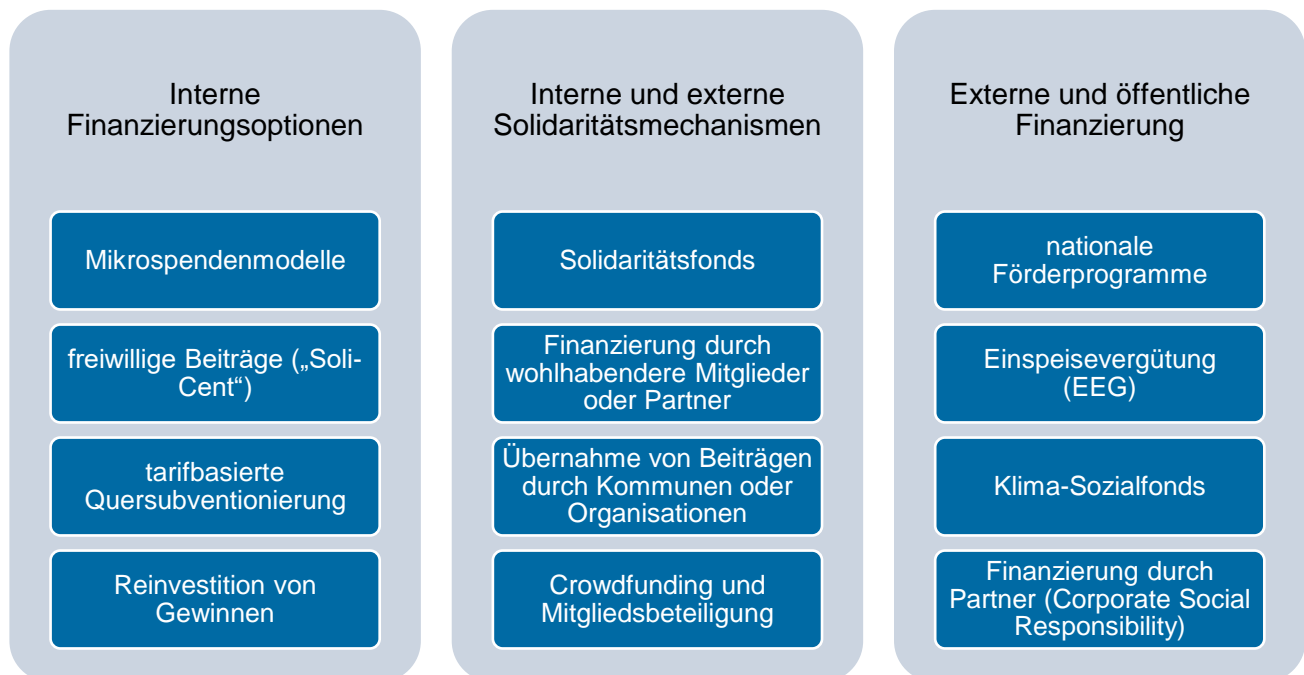 Interne
Finanzierungsoptionen
Mikrospendenmodelle
freiwillige Beiträge („Soli-
Cent“)
tarifbasierte
Quersubventionierung
Reinvestition von
Gewinnen
Interne und externe
Solidaritätsmechanismen
Solidaritätsfonds
Finanzierung durch
wohlhabendere Mitglieder
oder Partner
Übernahme von Beiträgen
durch Kommunen oder
Organisationen
Crowdfunding und
Mitgliedsbeteiligung
Externe und öffentliche
Finanzierung
nationale
Förderprogramme
Einspeisevergütung
(EEG)
Klima-Sozialfonds
Finanzierung durch
Partner (Corporate Social
Responsibility)